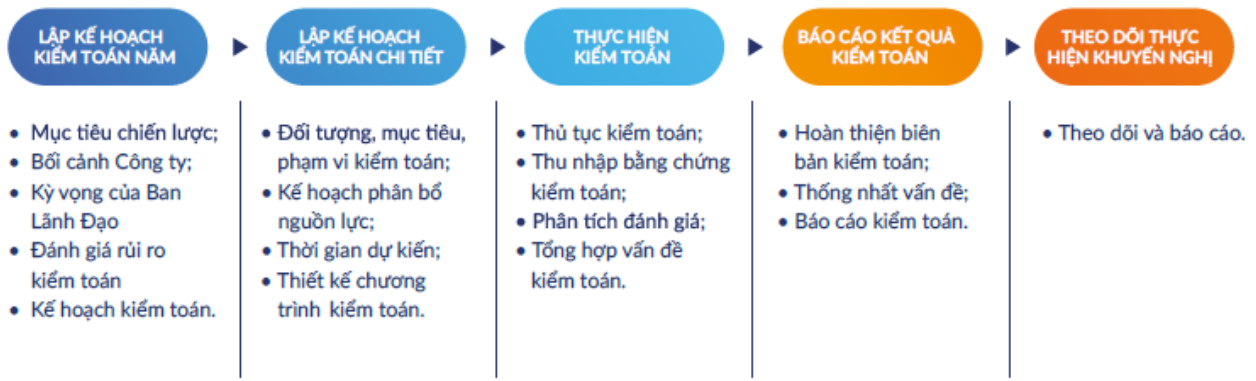 LẬP KẾ HOẠCH
KIỂM TOÁN NĂM
LẬP KẾ HOẠCH
KIỂM TOÁN CHI TIẾT
THỰC HIỆN
KIỂM TOÁN
BÁO CÁO KẾT QUẢ
KIỂM TOÁN
THEO DÕI THỰC
HIỆN KHUYẾN NGHỊ
• Mục tiêu chiến lược;
• Bối cảnh Công ty;
• Kỳ vọng của Ban
Lãnh Đạo
• Đánh giá rủi ro
kiểm toán
• Kế hoạch kiểm toán.
• Đối tượng, mục tiêu,
phạm vi kiểm toán;
• Kế hoạch phân bổ
nguồn lực;
• Thời gian dự kiến;
• Thiết kế chương
trình kiểm toán.
• Thủ tục kiểm toán;
• Thu nhập bằng chứng
kiểm toán;
• Phân tích đánh giá;
• Tổng hợp vấn đề
kiểm toán.
• Hoàn thiện biên
bản kiểm toán;
• Thống nhất vấn đề;
• Báo cáo kiểm toán.
• Theo dõi và báo cáo.